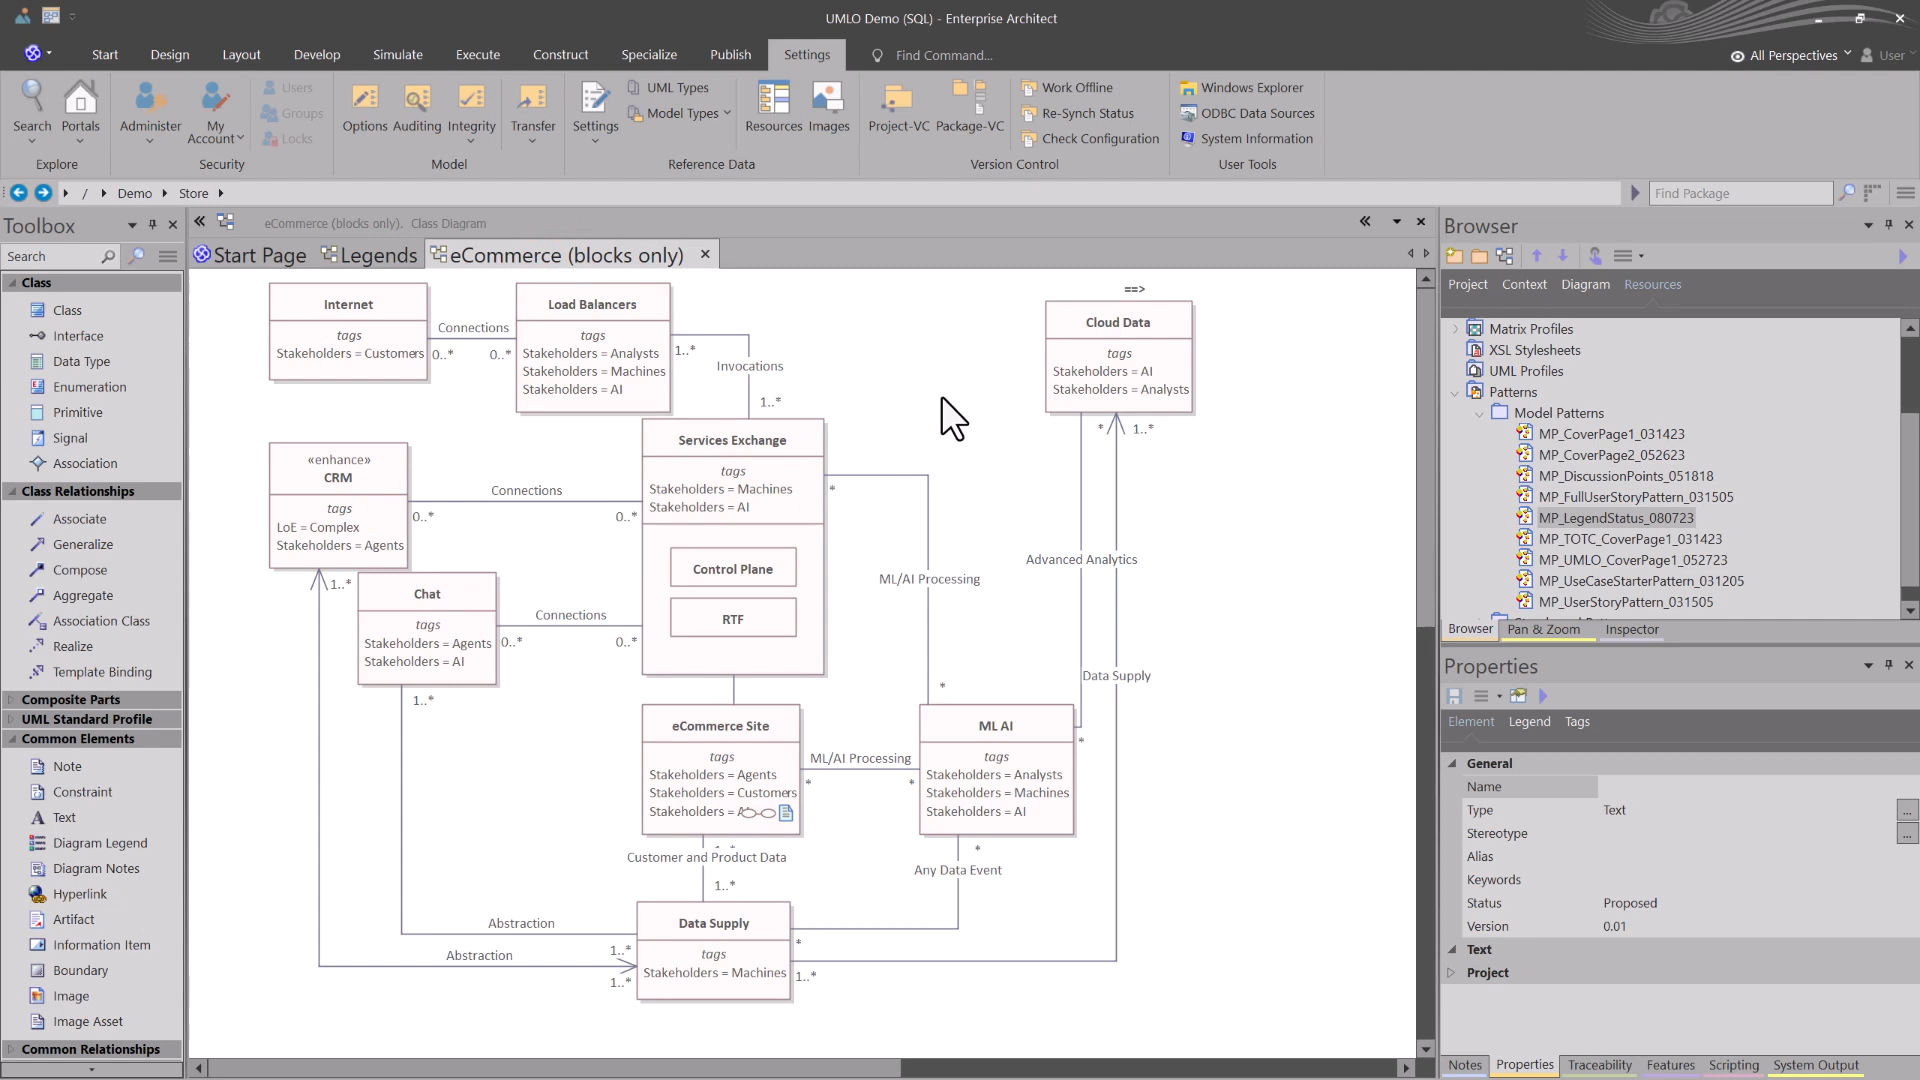 UMLO Demo (SQL) - Enterprise Architect
Start Design Layout Develop Simulate Execute Construct Specialize Publish Settings Find Command... All Perspectives User
Search Portals
Explore
Administer My Account Users Groups Locks
Security
Options Auditing Integrity Transfer
Model
Settings UML Types Model Types Resources Images
Reference Data
Project-VC Package-VC Work Offline Re-Synch Status Check Configuration
Version Control
Windows Explorer ODBC Data Sources System Information
User Tools
/ Demo Store
Find Package
Toolbox
Search
Class
Class
Interface
Data Type
Enumeration
Primitive
Signal
Association
Class Relationships
Associate
Generalize
Compose
Aggregate
Association Class
Realize
Template Binding
Composite Parts
UML Standard Profile
Common Elements
Note
Constraint
Text
Diagram Legend
Diagram Notes
Hyperlink
Artifact
Information Item
Boundary
Image
Image Asset
Common Relationships
eCommerce (blocks only). Class Diagram
Start Page Legends eCommerce (blocks only)
Internet
tags
Stakeholders = Customers
Connections
0..* 0..*
Load Balancers
tags
Stakeholders = Analysts
Stakeholders = Machines
Stakeholders = AI
1..*
Invocations
1..*
==>
Cloud Data
tags
Stakeholders = AI
Stakeholders = Analysts
* 1..*
«enhance»
CRM
tags
LoE = Complex
Stakeholders = Agents
Connections
0..* 0..*
1..*
Services Exchange
tags
Stakeholders = Machines
Stakeholders = AI
Control Plane
RTF
*
ML/AI Processing
*
Advanced Analytics
Data Supply
Chat
tags
Stakeholders = Agents
Stakeholders = AI
Connections
0..* 0..*
1..*
eCommerce Site
tags
Stakeholders = Agents
Stakeholders = Customers
Stakeholders =
ML/AI Processing
* *
ML AI
tags
Stakeholders = Analysts
Stakeholders = Machines
Stakeholders = AI
*
*
Customer and Product Data
1..*
Any Data Event
Data Supply
tags
Stakeholders = Machines
Abstraction
1..*
Abstraction
1..*
*
1..*
Browser
Project Context Diagram Resources
Matrix Profiles
XSL Stylesheets
UML Profiles
Patterns
Model Patterns
MP_CoverPage1_031423
MP_CoverPage2_052623
MP_DiscussionPoints_051818
MP_FullUserStoryPattern_031505
MP_LegendStatus_080723
MP_TOTC_CoverPage1_031423
MP_UMLO_CoverPage1_052723
MP_UseCaseStarterPattern_031205
MP_UserStoryPattern_031505
Browser Pan & Zoom Inspector
Properties
Element Legend Tags
General
Name
Type Text ...
Stereotype ...
Alias
Keywords
Status Proposed
Version 0.01
Text
Project
Notes Properties Traceability Features Scripting System Output